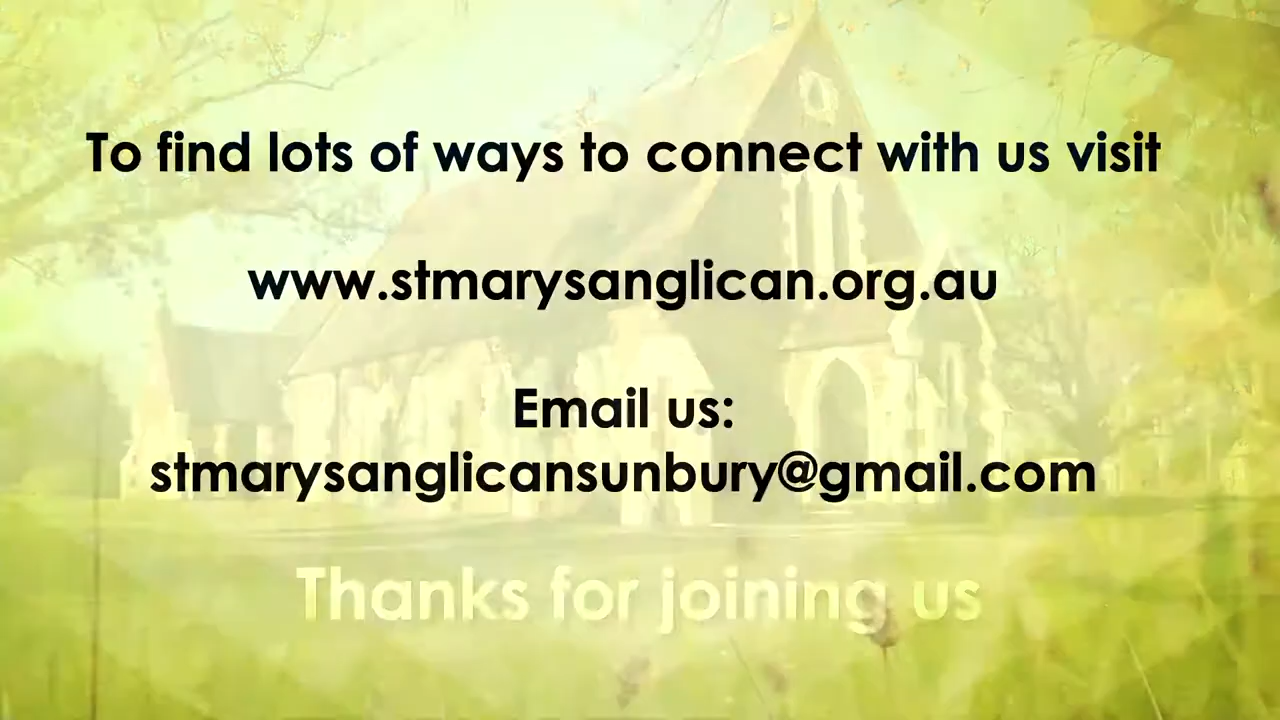 To find lots of ways to connect with us visit
www.stmarysanglican.org.au
Email us:
stmarysanglicansunbury@gmail.com
Thanks for joining us